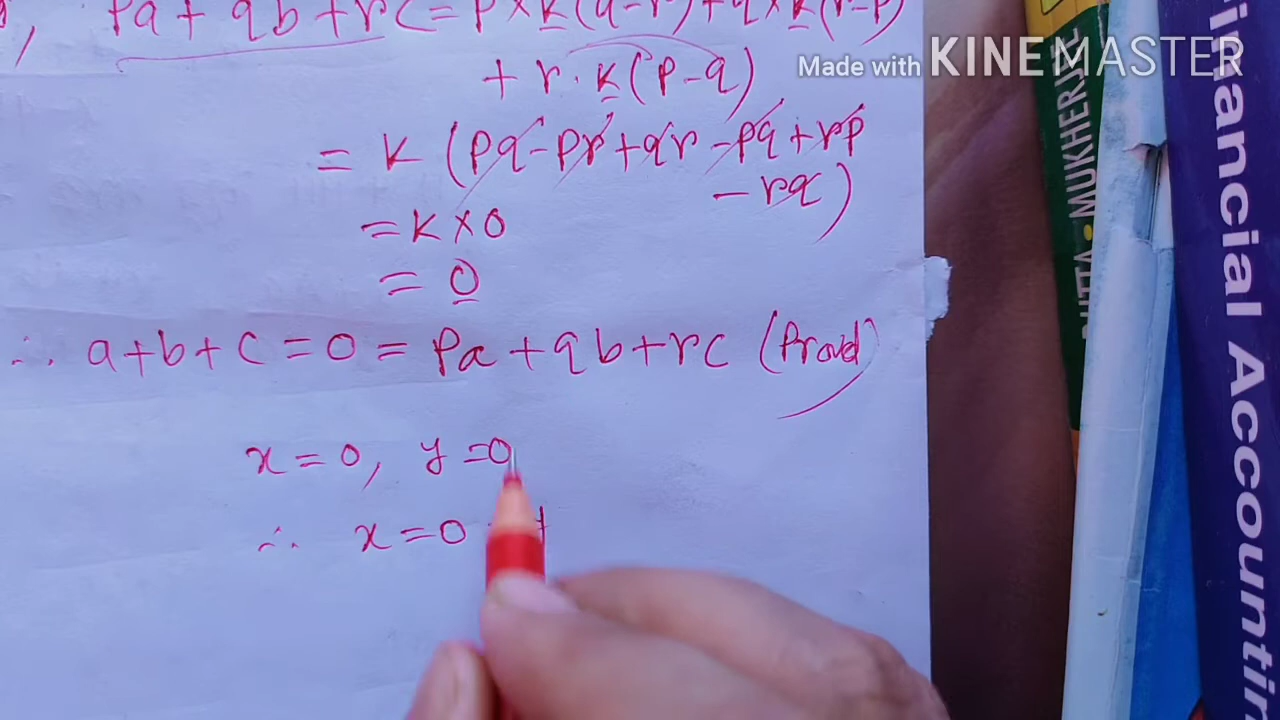 pa + qb + rc = p × k(q-r) + q × k(r-p)
+ r · k(p-q)
= k (pq - pr + qr - pq + rp
- rq)
= k × 0
= 0
∴ a + b + c = 0 = pa + qb + rc (Proved)
x = 0, y = 0
∴ x = 0
Made with KINEMASTER
MUKHERJEE
Financial Accounting